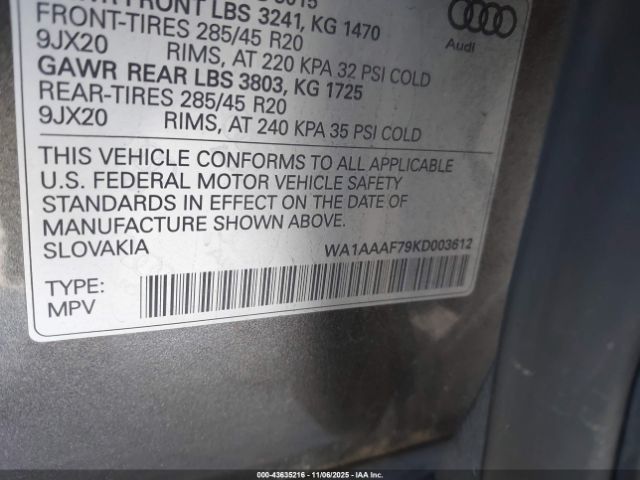 GAWR FRONT LBS 3241, KG 1470
FRONT-TIRES 285/45 R20
9JX20 RIMS, AT 220 KPA 32 PSI COLD
GAWR REAR LBS 3803, KG 1725
REAR-TIRES 285/45 R20
9JX20 RIMS, AT 240 KPA 35 PSI COLD
Audi
THIS VEHICLE CONFORMS TO ALL APPLICABLE
U.S. FEDERAL MOTOR VEHICLE SAFETY
STANDARDS IN EFFECT ON THE DATE OF
MANUFACTURE SHOWN ABOVE.
SLOVAKIA WA1AAAF79KD003612
TYPE:
MPV
000-43635216 - 11/06/2025 - IAA Inc.